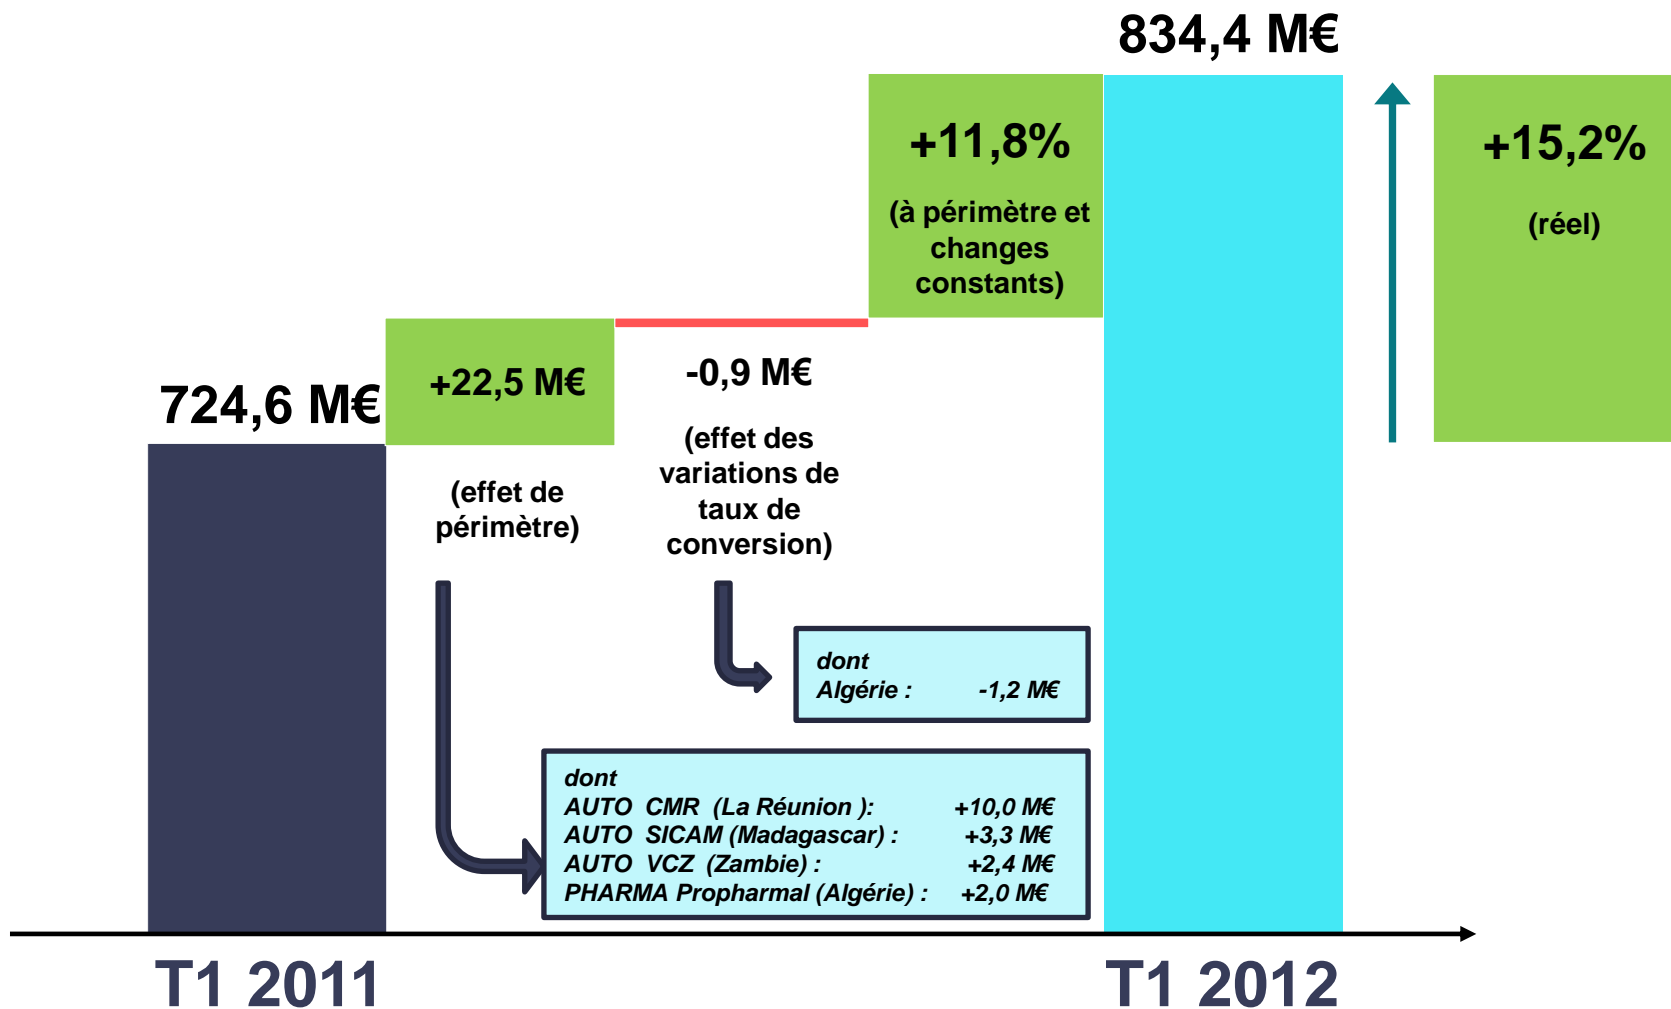 834,4 M€
+11,8%
(à périmètre et
changes
constants)
+15,2%
(réel)
724,6 M€
+22,5 M€
(effet de
périmètre)
-0,9 M€
(effet des
variations de
taux de
conversion)
dont
Algérie : -1,2 M€
dont
AUTO CMR (La Réunion ): +10,0 M€
AUTO SICAM (Madagascar) : +3,3 M€
AUTO VCZ (Zambie) : +2,4 M€
PHARMA Propharmal (Algérie) : +2,0 M€
T1 2011
T1 2012